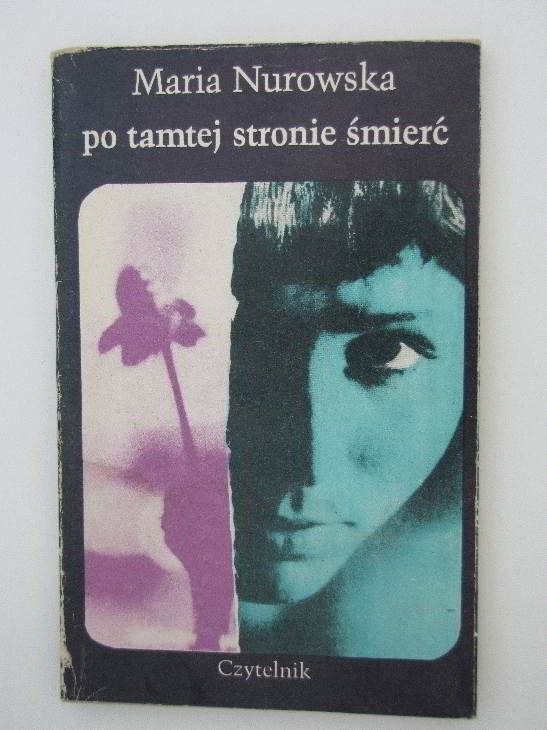 Maria Nurowska
po tamtej stronie śmierć
Czytelnik